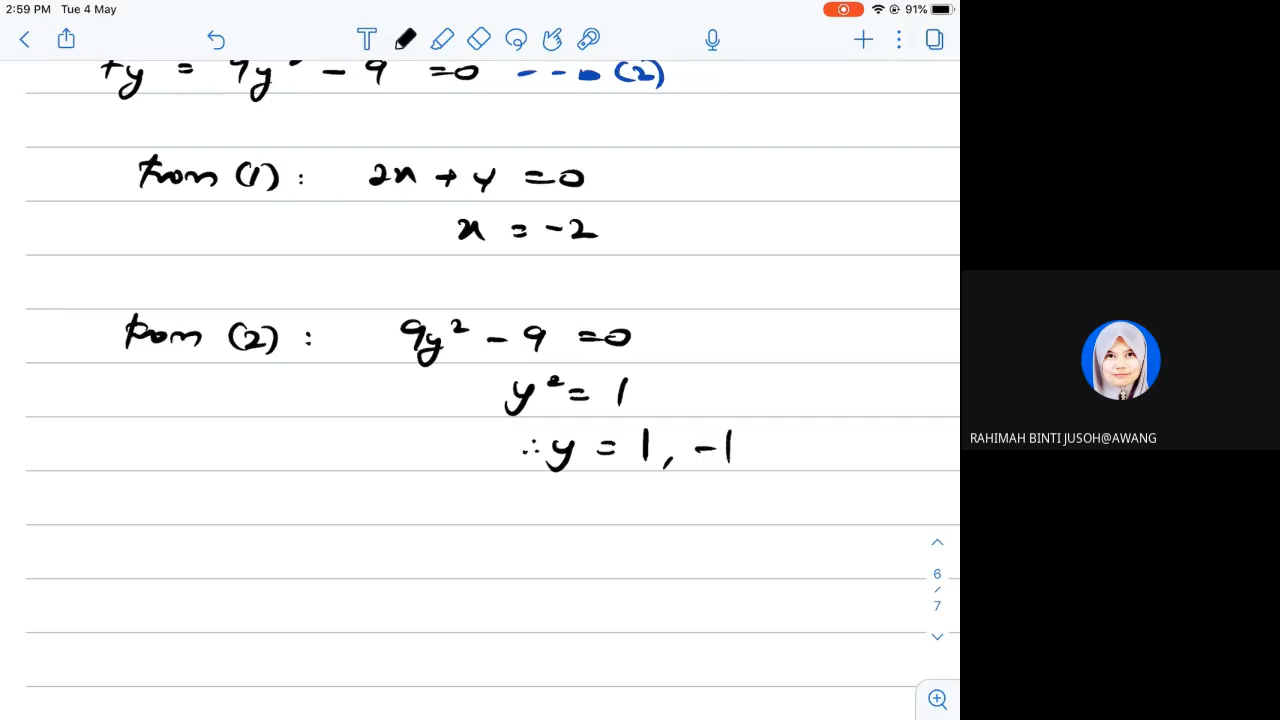 2:59 PM Tue 4 May 91%
fy = 9y² - 9 =0 --- (2)
from (1) : 2x + 4 =0
x = -2
from (2) : 9y² - 9 =0
y² = 1
∴ y = 1, -1
RAHIMAH BINTI JUSOH@AWANG
6
/
7